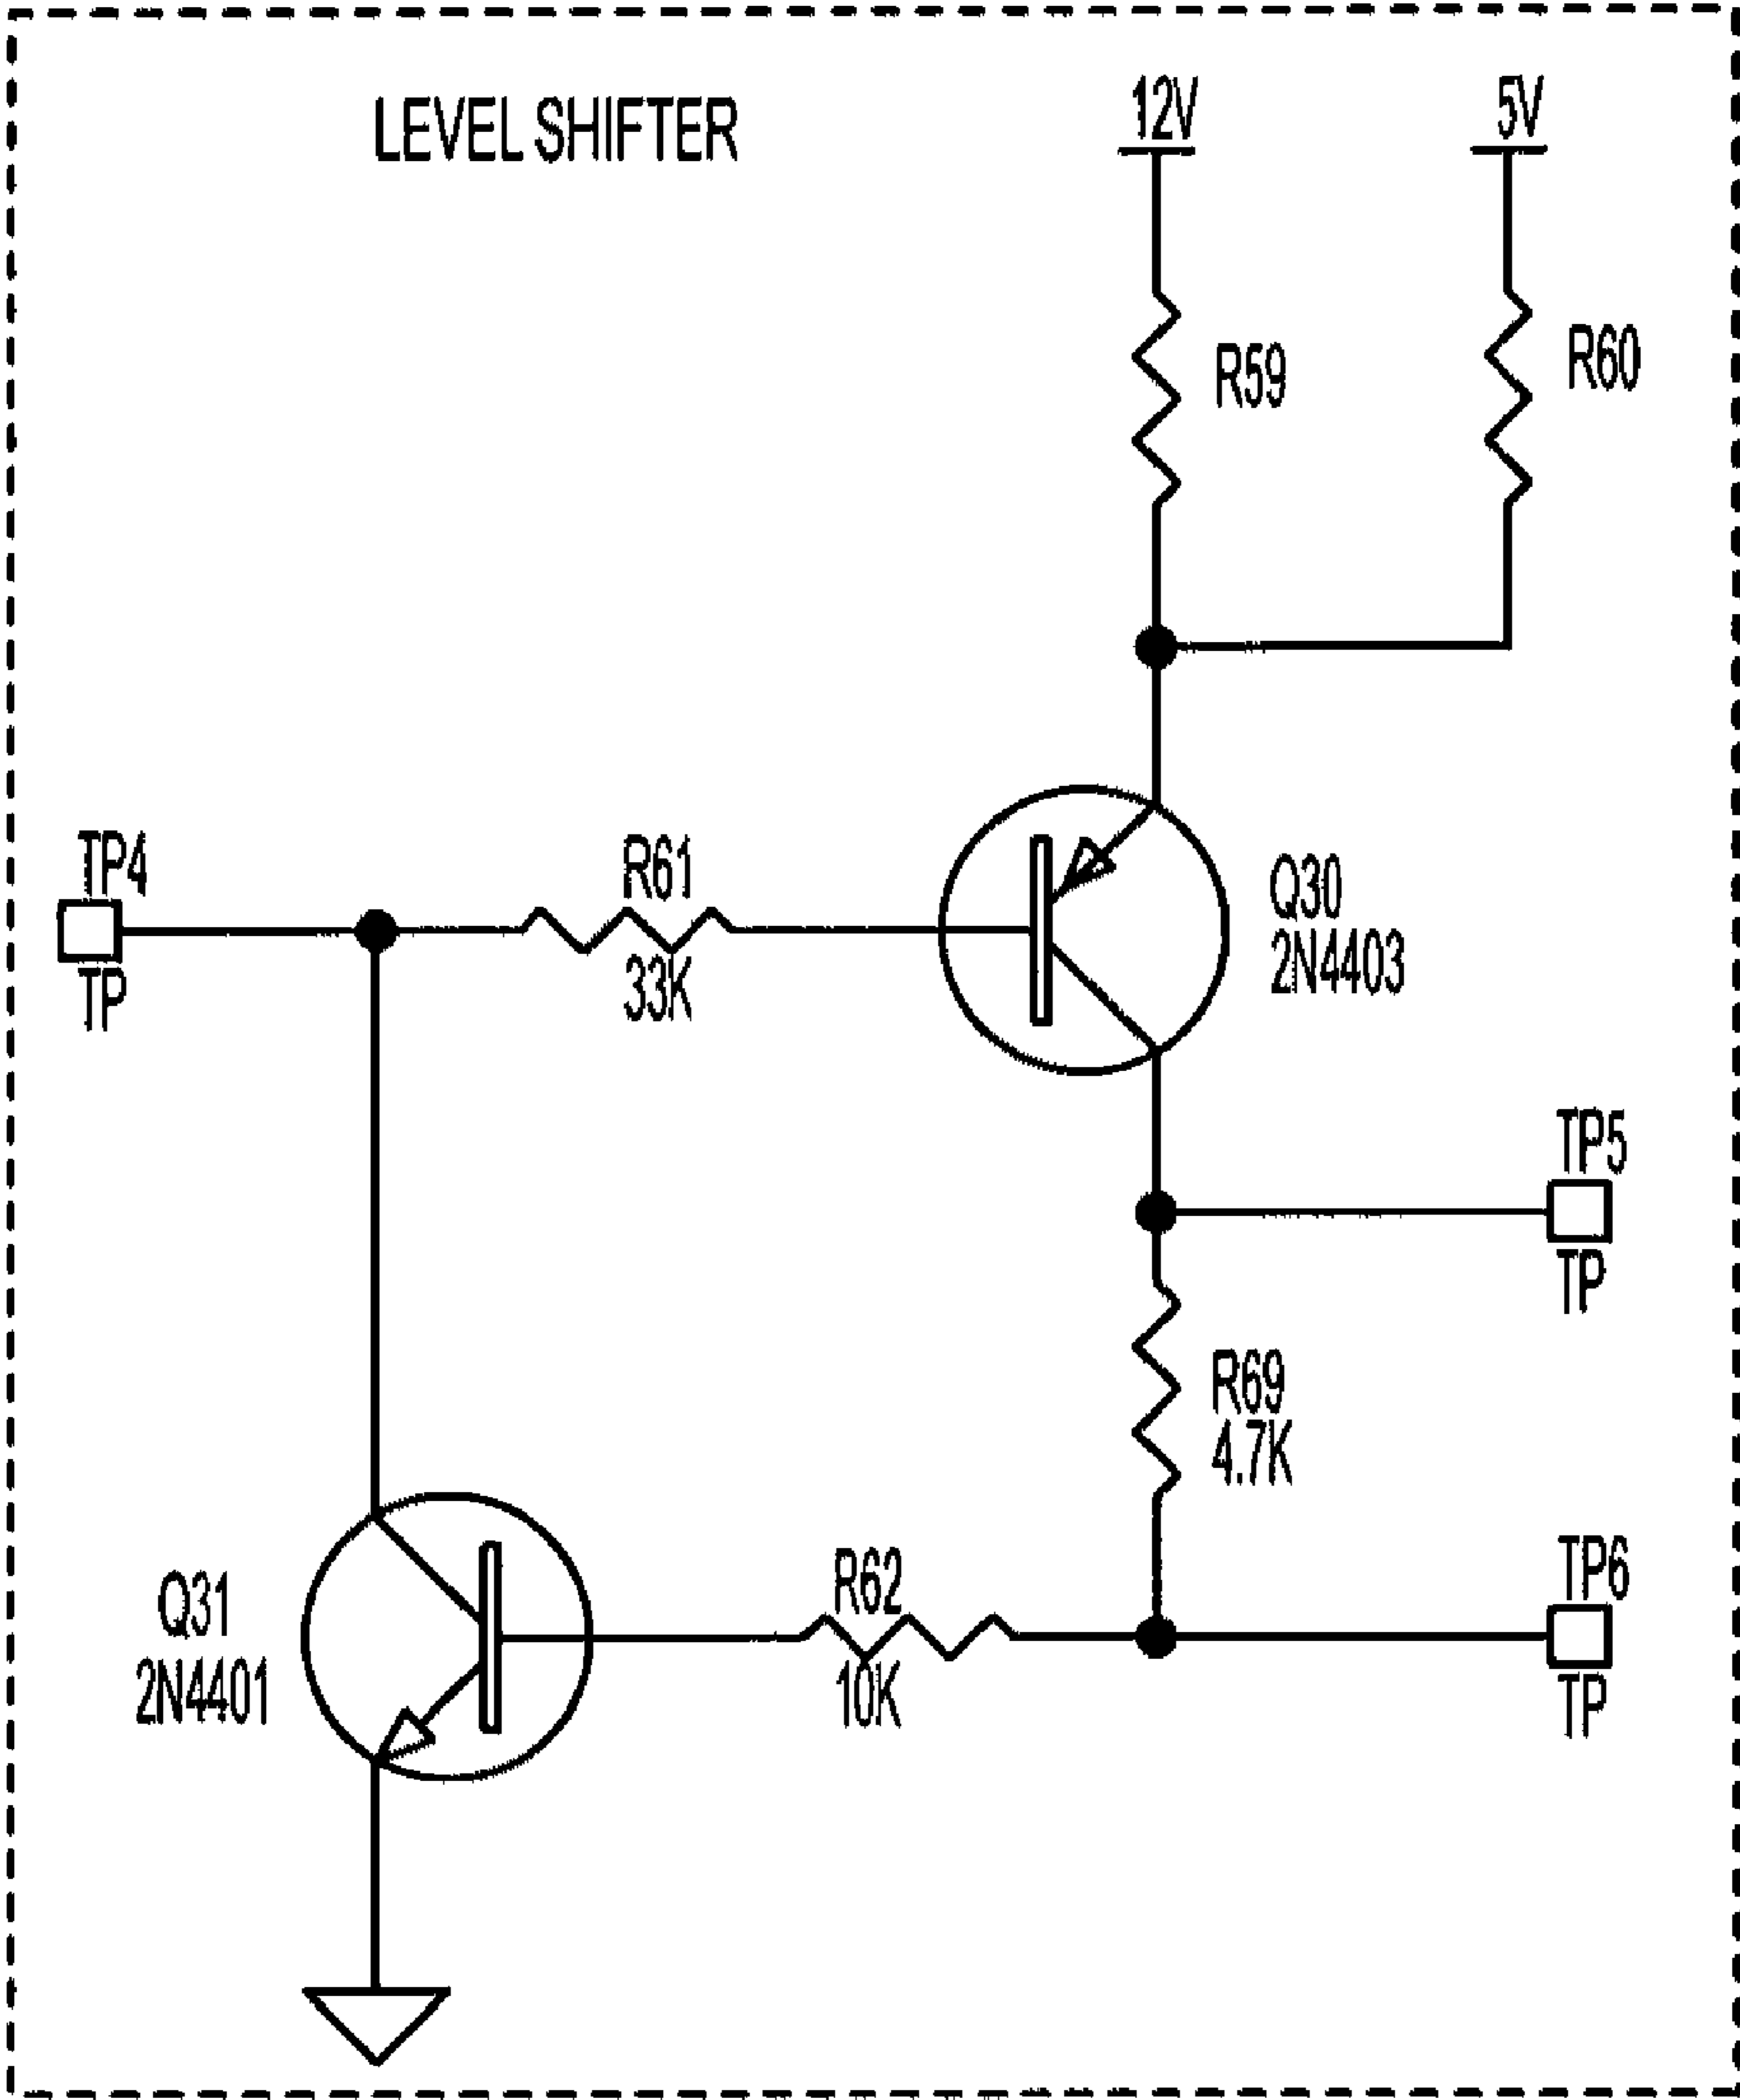 LEVEL SHIFTER
12V
5V
R59
R60
TP4
TP
R61
33K
Q30
2N4403
TP5
TP
R69
4.7K
TP6
TP
R62
10K
Q31
2N4401